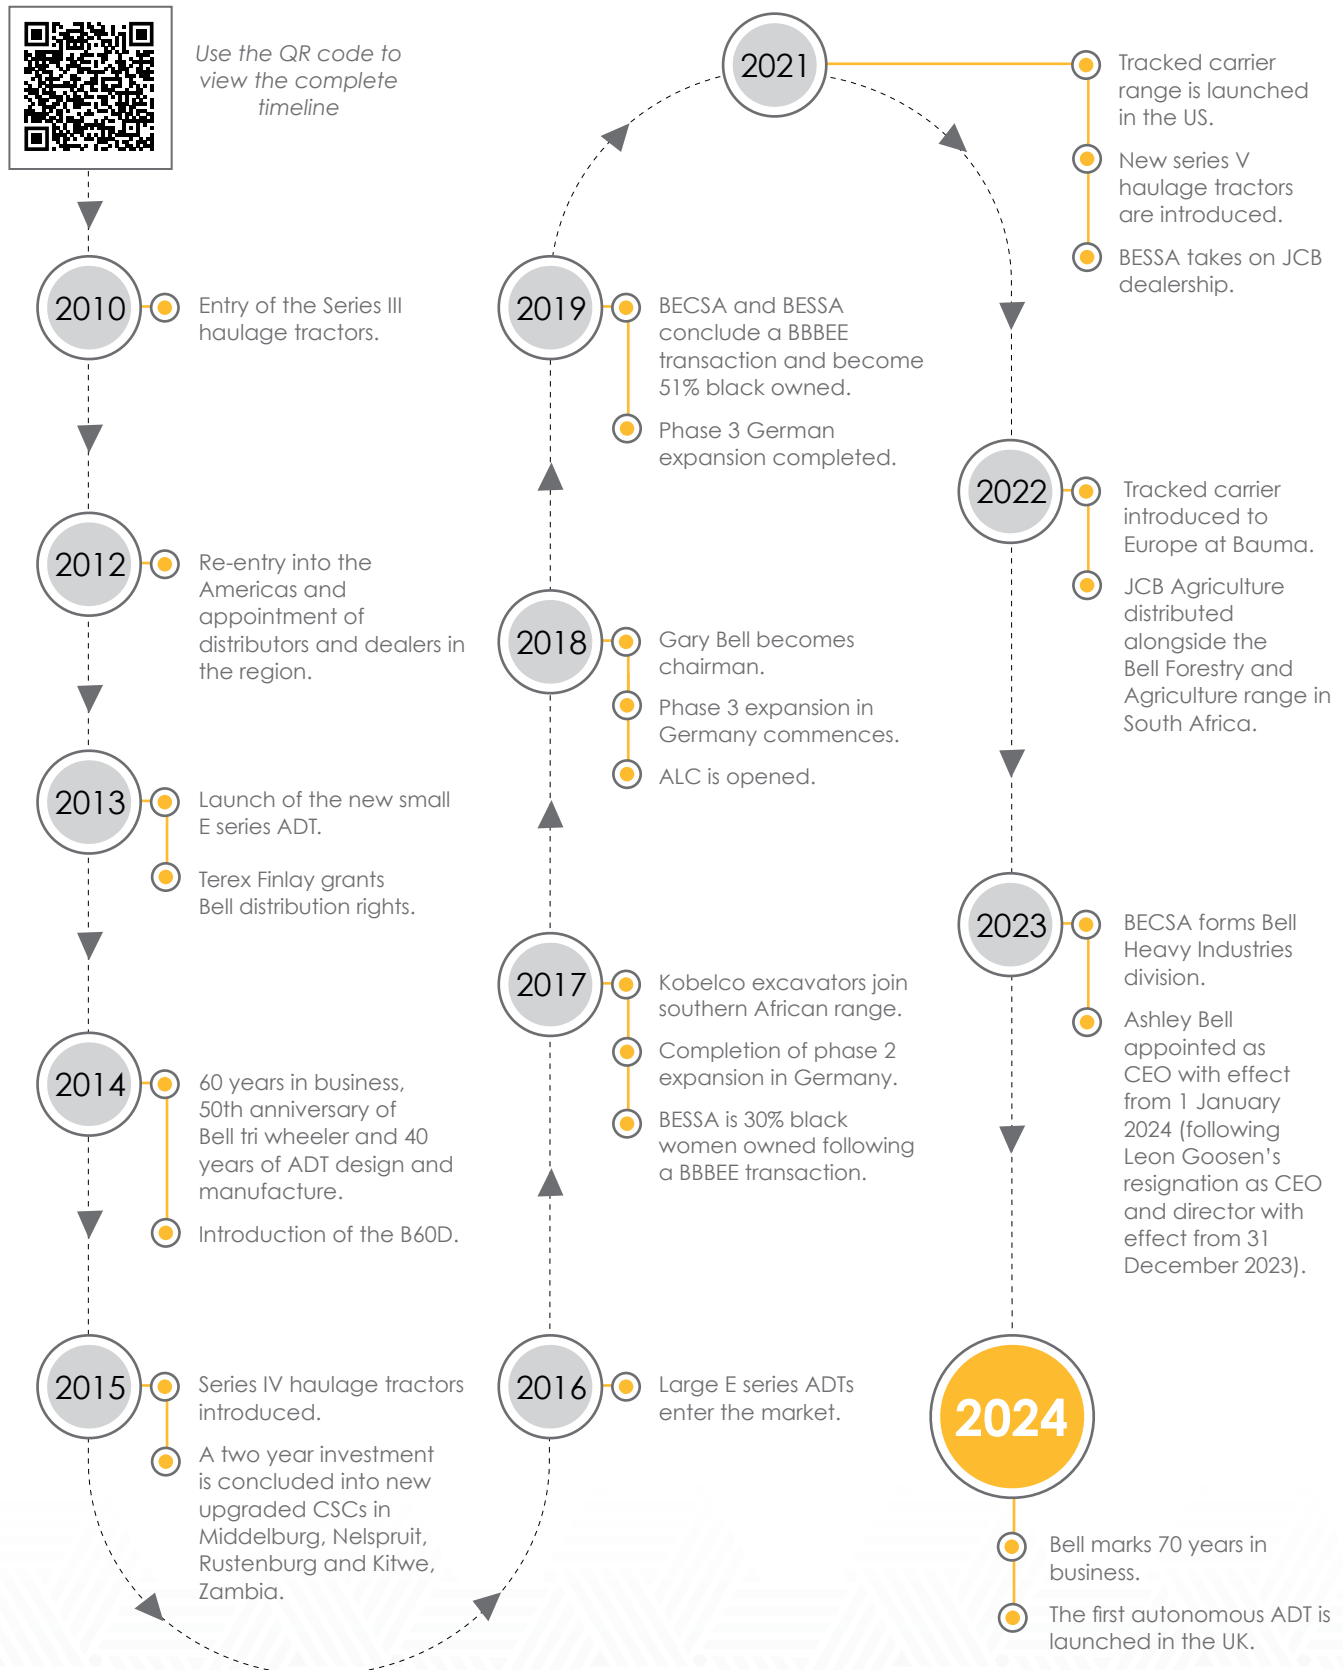 Use the QR code to
view the complete
timeline
2010
Entry of the Series III
haulage tractors.
2012
Re-entry into the
Americas and
appointment of
distributors and dealers in
the region.
2013
Launch of the new small
E series ADT.
Terex Finlay grants
Bell distribution rights.
2014
60 years in business,
50th anniversary of
Bell tri wheeler and 40
years of ADT design and
manufacture.
Introduction of the B60D.
2015
Series IV haulage tractors
introduced.
A two year investment
is concluded into new
upgraded CSCs in
Middelburg, Nelspruit,
Rustenburg and Kitwe,
Zambia.
2016
Large E series ADTs
enter the market.
2017
Kobelco excavators join
southern African range.
Completion of phase 2
expansion in Germany.
BESSA is 30% black
women owned following
a BBBEE transaction.
2018
Gary Bell becomes
chairman.
Phase 3 expansion in
Germany commences.
ALC is opened.
2019
BECSA and BESSA
conclude a BBBEE
transaction and become
51% black owned.
Phase 3 German
expansion completed.
2021
Tracked carrier
range is launched
in the US.
New series V
haulage tractors
are introduced.
BESSA takes on JCB
dealership.
2022
Tracked carrier
introduced to
Europe at Bauma.
JCB Agriculture
distributed
alongside the
Bell Forestry and
Agriculture range in
South Africa.
2023
BECSA forms Bell
Heavy Industries
division.
Ashley Bell
appointed as
CEO with effect
from 1 January
2024 (following
Leon Goosen’s
resignation as CEO
and director with
effect from 31
December 2023).
2024
Bell marks 70 years in
business.
The first autonomous ADT is
launched in the UK.